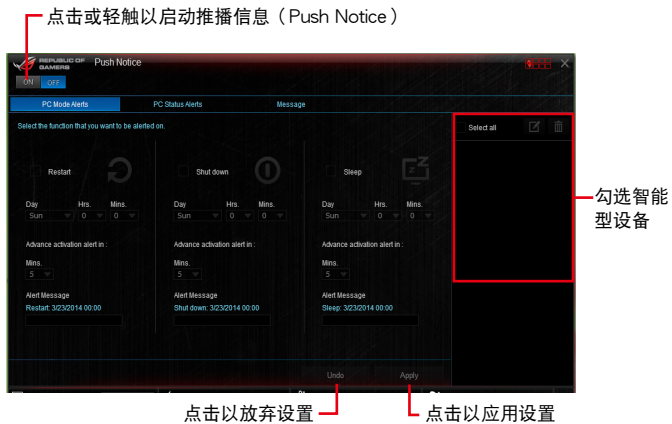 点击或轻触以启动推播信息（Push Notice）
REPUBLIC OF GAMERS
Push Notice
ON OFF
PC Mode Alerts PC Status Alerts Message
Select the function that you want to be alerted on.
Select all
Restart Shut down Sleep
勾选智能型设备
Day Hrs. Mins. Day Hrs. Mins. Day Hrs. Mins.
Sun 0 0 Sun 0 0 Sun 0 0
Advance activation alert in : Advance activation alert in : Advance activation alert in :
Mins. Mins. Mins.
5 5 5
Alert Message Alert Message Alert Message
Restart: 3/23/2014 00:00 Shut down: 3/23/2014 00:00 Sleep: 3/23/2014 00:00
Undo Apply
点击以放弃设置 点击以应用设置